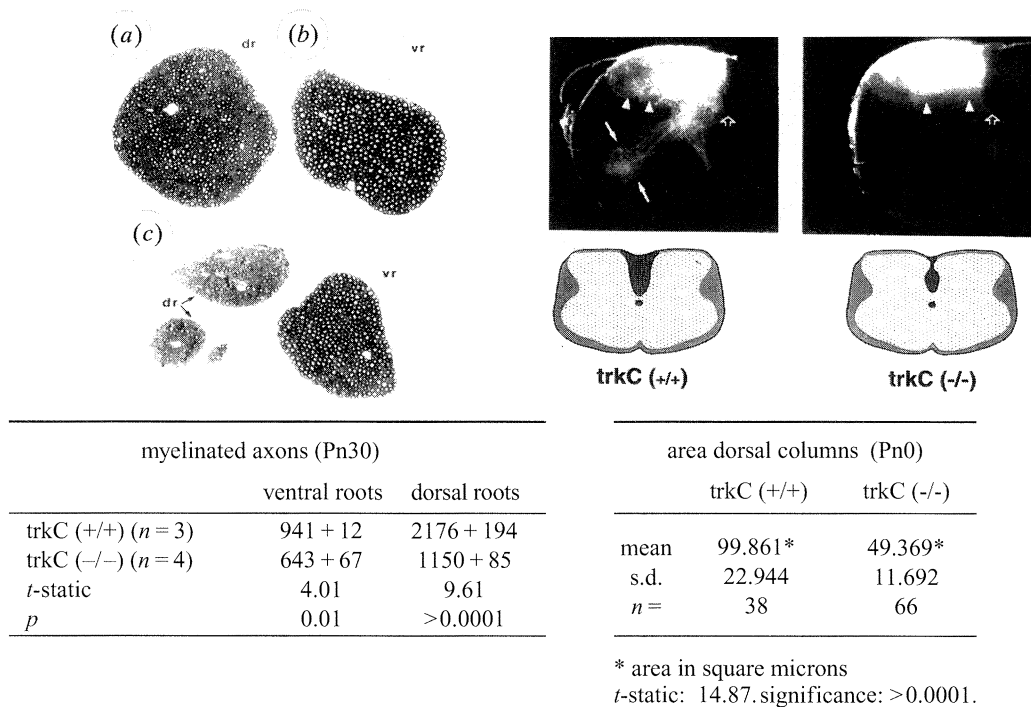 (a)
dr
(b)
vr
(c)
dr
vr
trkC (+/+)
trkC (-/-)
myelinated axons (Pn30)
ventral roots dorsal roots
trkC (+/+) (n = 3) 941 + 12 2176 + 194
trkC (–/–) (n = 4) 643 + 67 1150 + 85
t-static 4.01 9.61
p 0.01 >0.0001
area dorsal columns (Pn0)
trkC (+/+) trkC (-/-)
mean 99.861* 49.369*
s.d. 22.944 11.692
n = 38 66
* area in square microns
t-static: 14.87. significance: >0.0001.